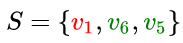 S = {v₁, v₆, v₅}